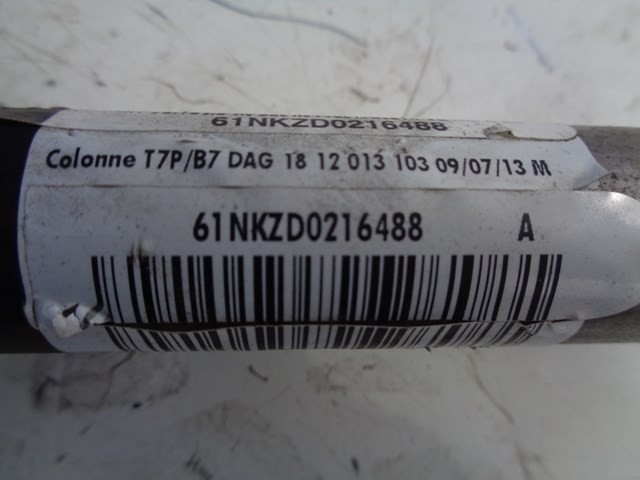 61NKZD0216488
Colonne T7P/B7 DAG 18 12 013 103 09/07/13 M
61NKZD0216488 A